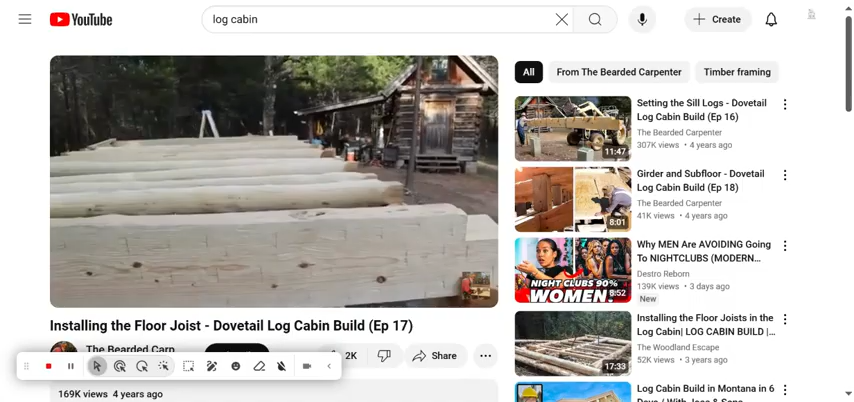 YouTube
log cabin
Create
All
From The Bearded Carpenter
Timber framing
Setting the Sill Logs - Dovetail
Log Cabin Build (Ep 16)
The Bearded Carpenter
307K views • 4 years ago
11:47
Girder and Subfloor - Dovetail
Log Cabin Build (Ep 18)
The Bearded Carpenter
41K views • 4 years ago
8:01
Why MEN Are AVOIDING Going
To NIGHTCLUBS (MODERN...
Destro Reborn
139K views • 3 days ago
New
NIGHT CLUBS 90%
WOMEN!
8:52
Installing the Floor Joists in the
Log Cabin| LOG CABIN BUILD |...
The Woodland Escape
52K views • 3 years ago
17:33
Log Cabin Build in Montana in 6
Installing the Floor Joist - Dovetail Log Cabin Build (Ep 17)
The Bearded Carp
2K
Share
169K views 4 years ago